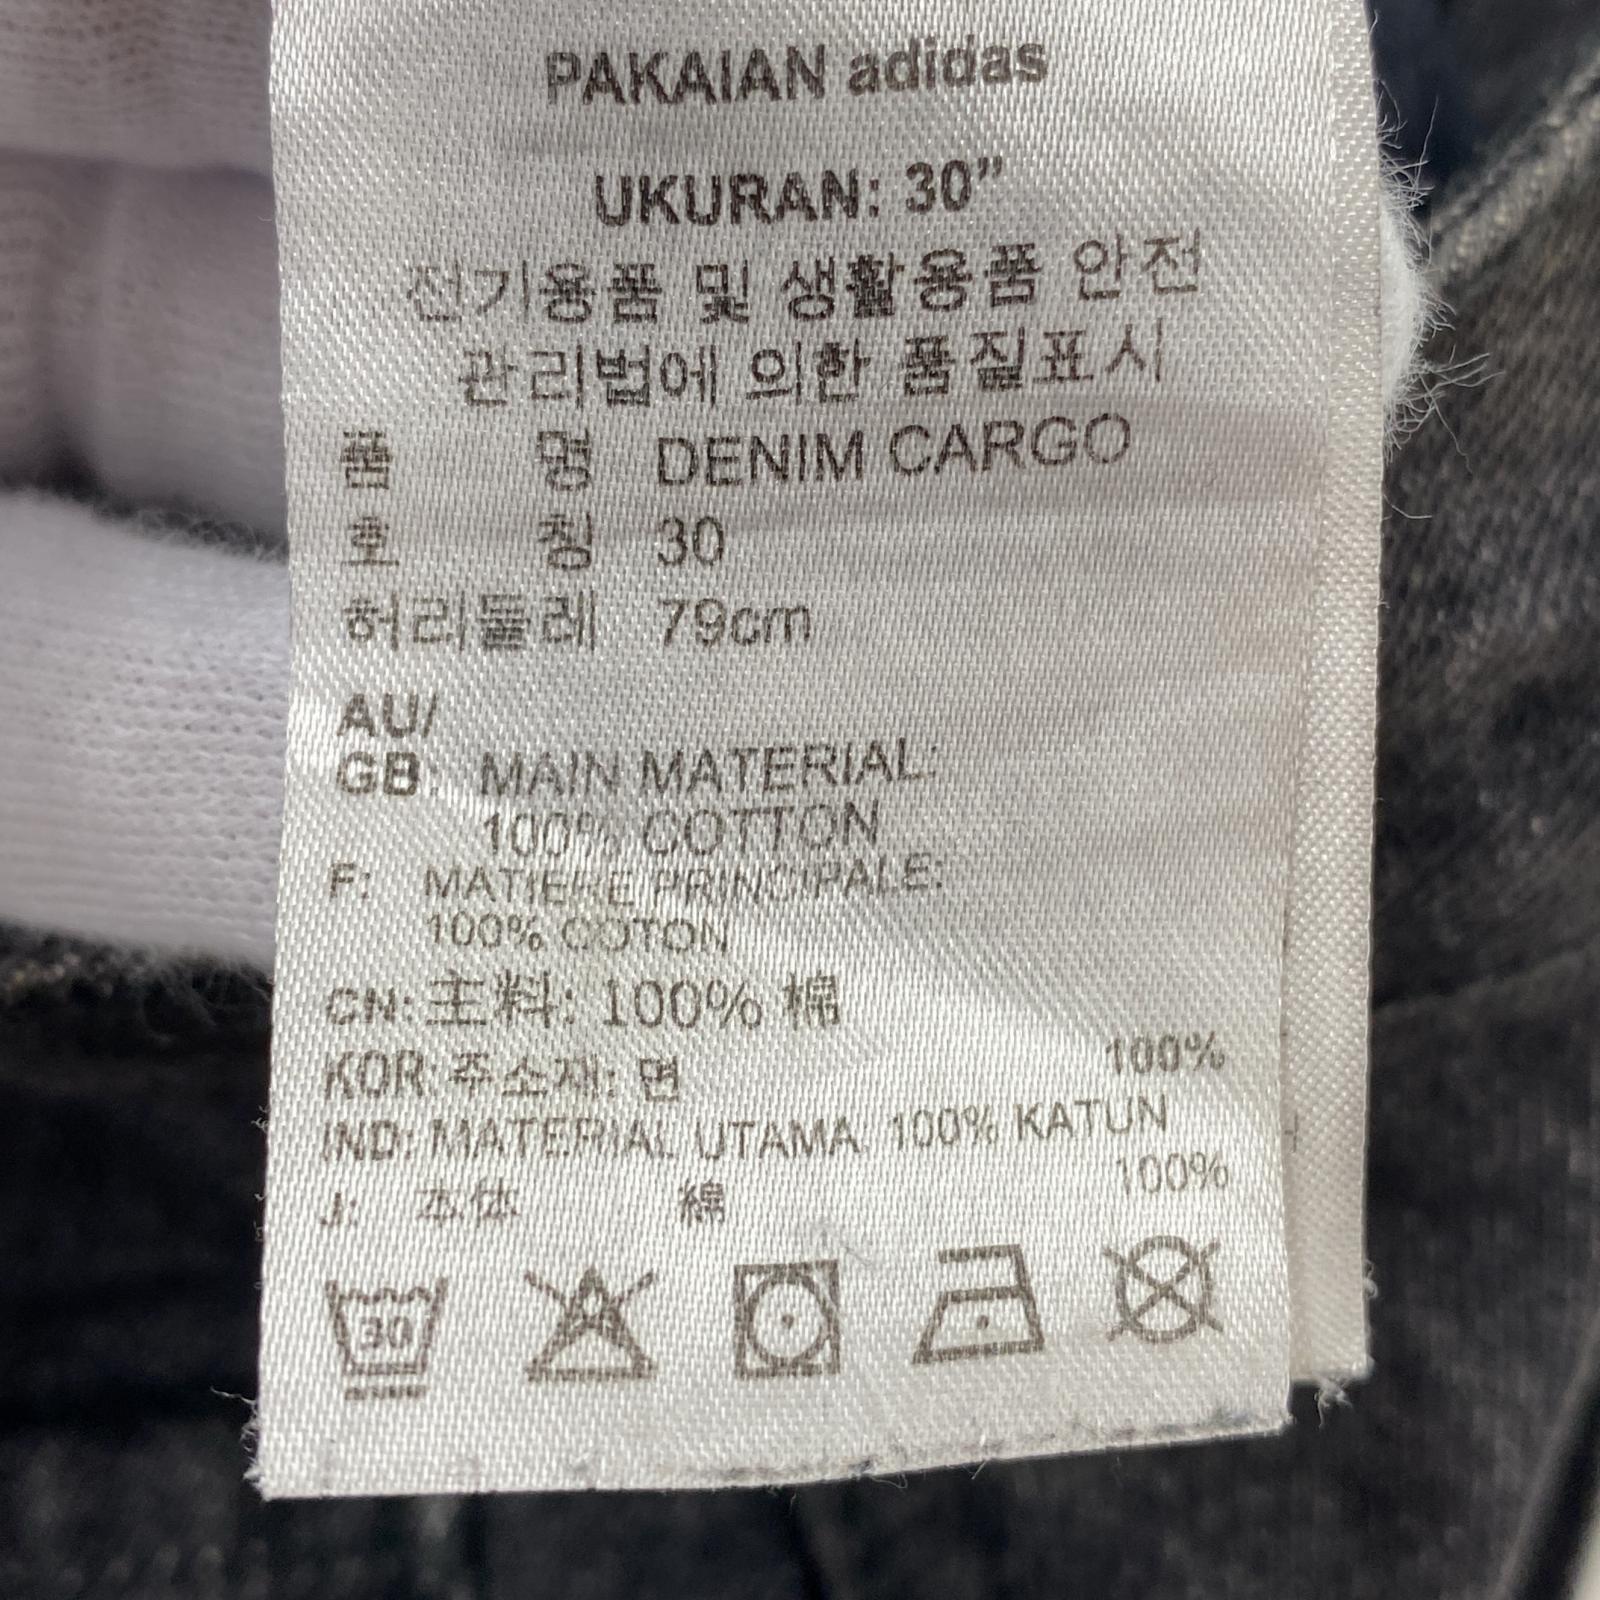 PAKAIAN adidas
UKURAN: 30”
전기용품 및 생활용품 안전
관리법에 의한 품질표시
품 명 DENIM CARGO
호 칭 30
허리둘레 79cm
AU/
GB: MAIN MATERIAL:
100% COTTON
F: MATIERE PRINCIPALE:
100% COTON
CN: 主料: 100% 棉
KOR: 주소재: 면 100%
IND: MATERIAL UTAMA: 100% KATUN
J: 本体 綿 100%
30